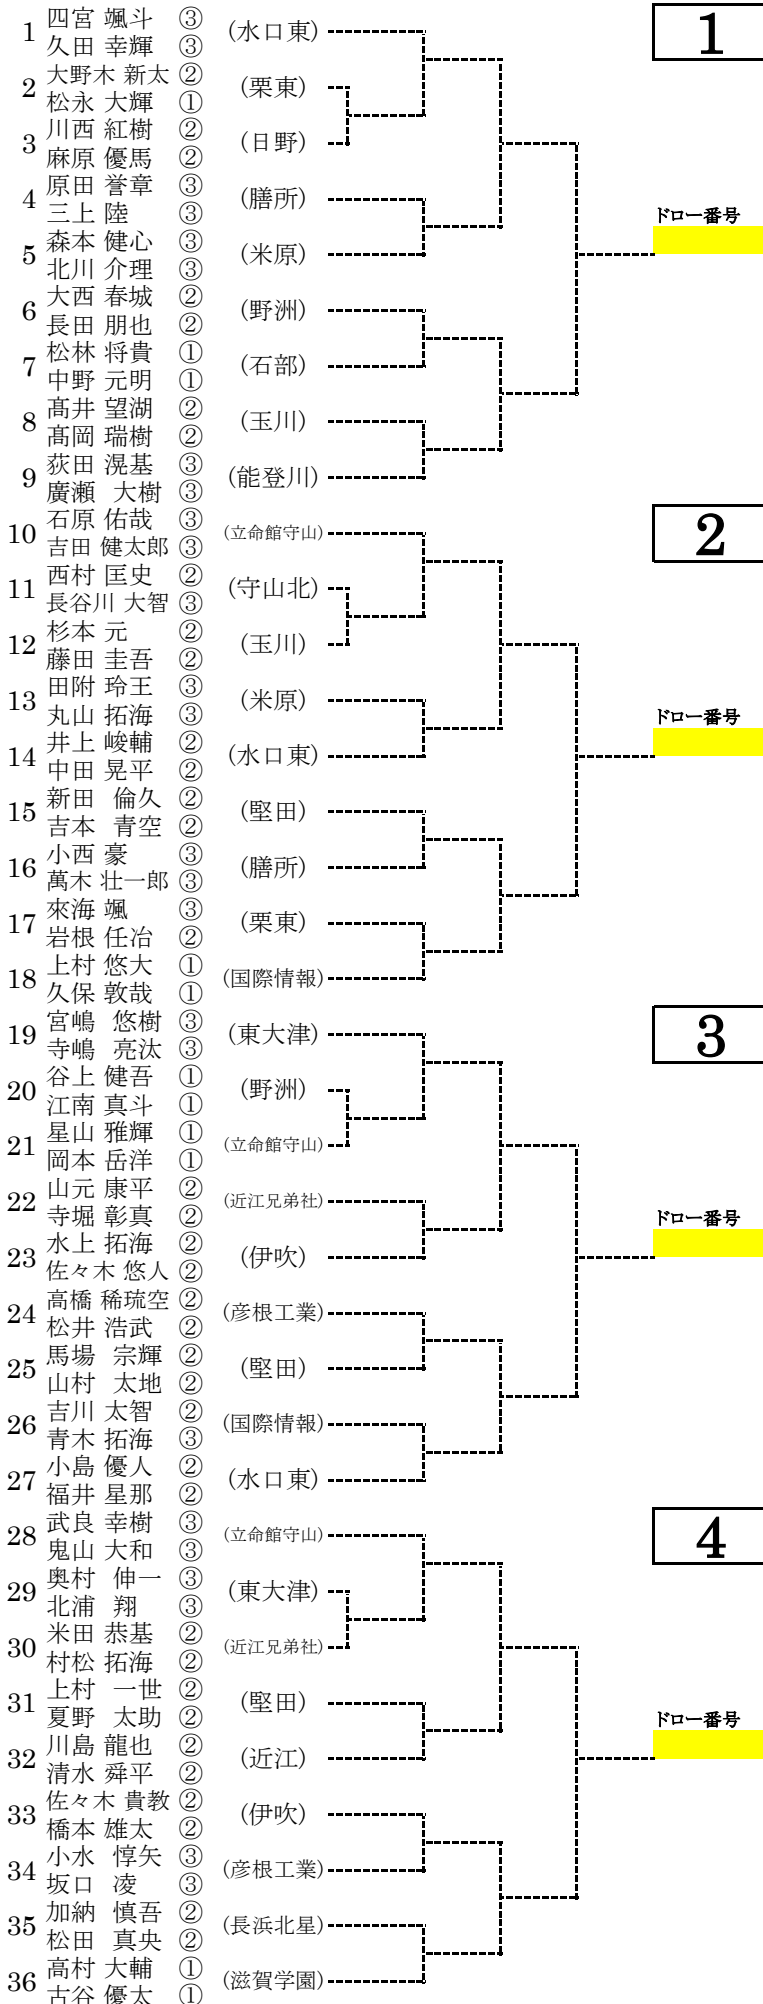 1
四宮 颯斗 ③
1 (水口東)
久田 幸輝 ③
大野木 新太 ②
2 (栗東)
松永 大輝 ①
川西 紅樹 ②
3 (日野)
麻原 優馬 ②
原田 誉章 ③
4 (膳所)
三上 陸 ③
ドロー番号
森本 健心 ③
5 (米原)
北川 介理 ③
大西 春城 ②
6 (野洲)
長田 朋也 ②
松林 将貴 ①
7 (石部)
中野 元明 ①
髙井 望湖 ②
8 (玉川)
髙岡 瑞樹 ②
荻田 滉基 ③
9 (能登川)
廣瀬 大樹 ③
2
石原 佑哉 ③
10 (立命館守山)
吉田 健太郎 ③
西村 匡史 ②
11 (守山北)
長谷川 大智 ③
杉本 元 ②
12 (玉川)
藤田 圭吾 ②
田附 玲王 ③
13 (米原)
丸山 拓海 ③
ドロー番号
井上 峻輔 ②
14 (水口東)
中田 晃平 ②
新田 倫久 ②
15 (堅田)
吉本 青空 ②
小西 豪 ③
16 (膳所)
萬木 壮一郎 ③
來海 颯 ③
17 (栗東)
岩根 任冶 ②
上村 悠大 ①
18 (国際情報)
久保 敦哉 ①
3
宮嶋 悠樹 ③
19 (東大津)
寺嶋 亮汰 ③
谷上 健吾 ①
20 (野洲)
江南 真斗 ①
星山 雅輝 ①
21 (立命館守山)
岡本 岳洋 ①
山元 康平 ②
22 (近江兄弟社)
寺堀 彰真 ②
ドロー番号
水上 拓海 ②
23 (伊吹)
佐々木 悠人 ②
高橋 稀琉空 ②
24 (彦根工業)
松井 浩武 ②
馬場 宗輝 ②
25 (堅田)
山村 太地 ②
吉川 太智 ②
26 (国際情報)
青木 拓海 ③
小島 優人 ②
27 (水口東)
福井 星那 ②
4
武良 幸樹 ③
28 (立命館守山)
鬼山 大和 ③
奥村 伸一 ③
29 (東大津)
北浦 翔 ③
米田 恭基 ②
30 (近江兄弟社)
村松 拓海 ②
上村 一世 ②
31 (堅田)
夏野 太助 ②
ドロー番号
川島 龍也 ②
32 (近江)
清水 舜平 ②
佐々木 貴教 ②
33 (伊吹)
橋本 雄太 ②
小水 惇矢 ③
34 (彦根工業)
坂口 凌 ③
加納 慎吾 ②
35 (長浜北星)
松田 真央 ②
高村 大輔 ①
36 (滋賀学園)
古谷 優太 ①